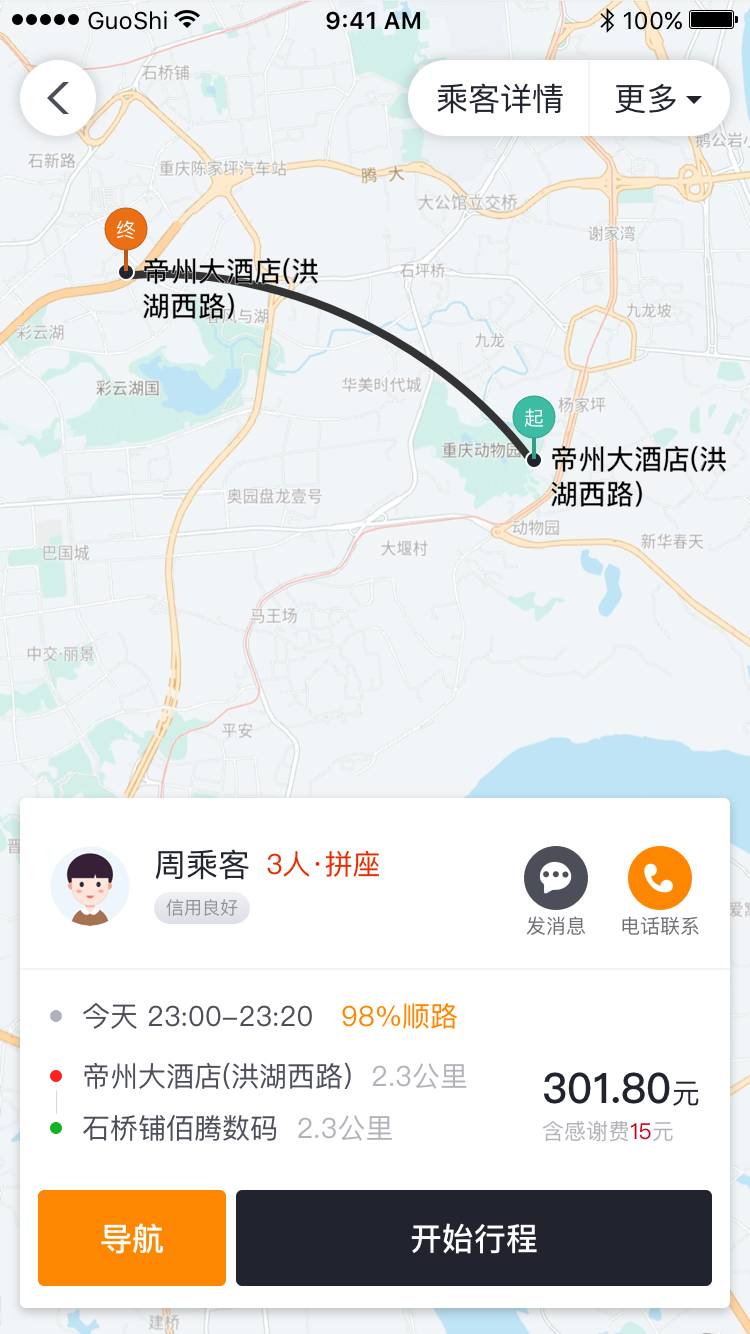 GuoShi 9:41 AM 100%
石桥铺
乘客详情 更多
石新路
重庆陈家坪汽车站
腾大
大公馆立交桥
终
谢家湾
帝州大酒店(洪
湖西路)
石坪桥
彩云湖
九龙坡
九龙
彩云湖国
华美时代城
起
杨家坪
重庆动物园
帝州大酒店(洪
湖西路)
奥园盘龙壹号
动物园
巴国城
大堰村
新华春天
马王场
中交·丽景
平安
周乘客 3人·拼座
信用良好
发消息 电话联系
今天 23:00-23:20 98%顺路
帝州大酒店(洪湖西路) 2.3公里
301.80元
石桥铺佰腾数码 2.3公里
含感谢费15元
导航 开始行程
建桥